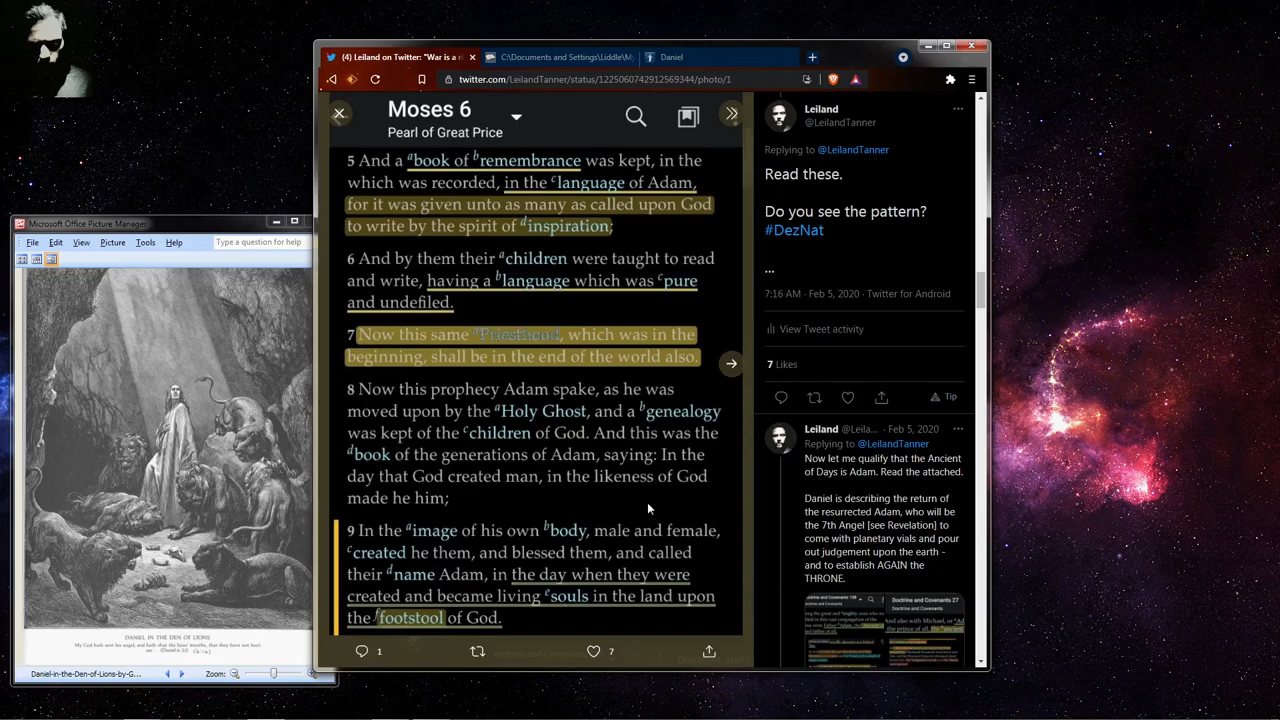 (4) Leiland on Twitter: "War is a ri
C:\Documents and Settings\Liddle\My
Daniel
twitter.com/LeilandTanner/status/1225060742912569344/photo/1
Moses 6
Pearl of Great Price
5 And a a book of b remembrance was kept, in the
which was recorded, in the c language of Adam,
for it was given unto as many as called upon God
to write by the spirit of d inspiration;
6 And by them their a children were taught to read
and write, having a b language which was c pure
and undefiled.
7 Now this same a Priesthood, which was in the
beginning, shall be in the end of the world also.
8 Now this prophecy Adam spake, as he was
moved upon by the a Holy Ghost, and a b genealogy
was kept of the c children of God. And this was the
d book of the generations of Adam, saying: In the
day that God created man, in the likeness of God
made he him;
9 In the a image of his own b body, male and female,
c created he them, and blessed them, and called
their d name Adam, in the day when they were
created and became living e souls in the land upon
the f footstool of God.
1
7
Leiland
@LeilandTanner
Replying to @LeilandTanner
Read these.
Do you see the pattern?
#DezNat
...
7:16 AM · Feb 5, 2020 · Twitter for Android
View Tweet activity
7 Likes
Tip
Leiland @Leila... · Feb 5, 2020
Replying to @LeilandTanner
Now let me qualify that the Ancient
of Days is Adam. Read the attached.
Daniel is describing the return of
the resurrected Adam, who will be
the 7th Angel [see Revelation] to
come with planetary vials and pour
out judgement upon the earth -
and to establish AGAIN the
THRONE.
Doctrine and Covenants 27
Microsoft Office Picture Manager
File Edit View Picture Tools Help
Type a question for help
DANIEL IN THE DEN OF LIONS
Daniel-in-the-Den-of-Lions-by-G...
Zoom: